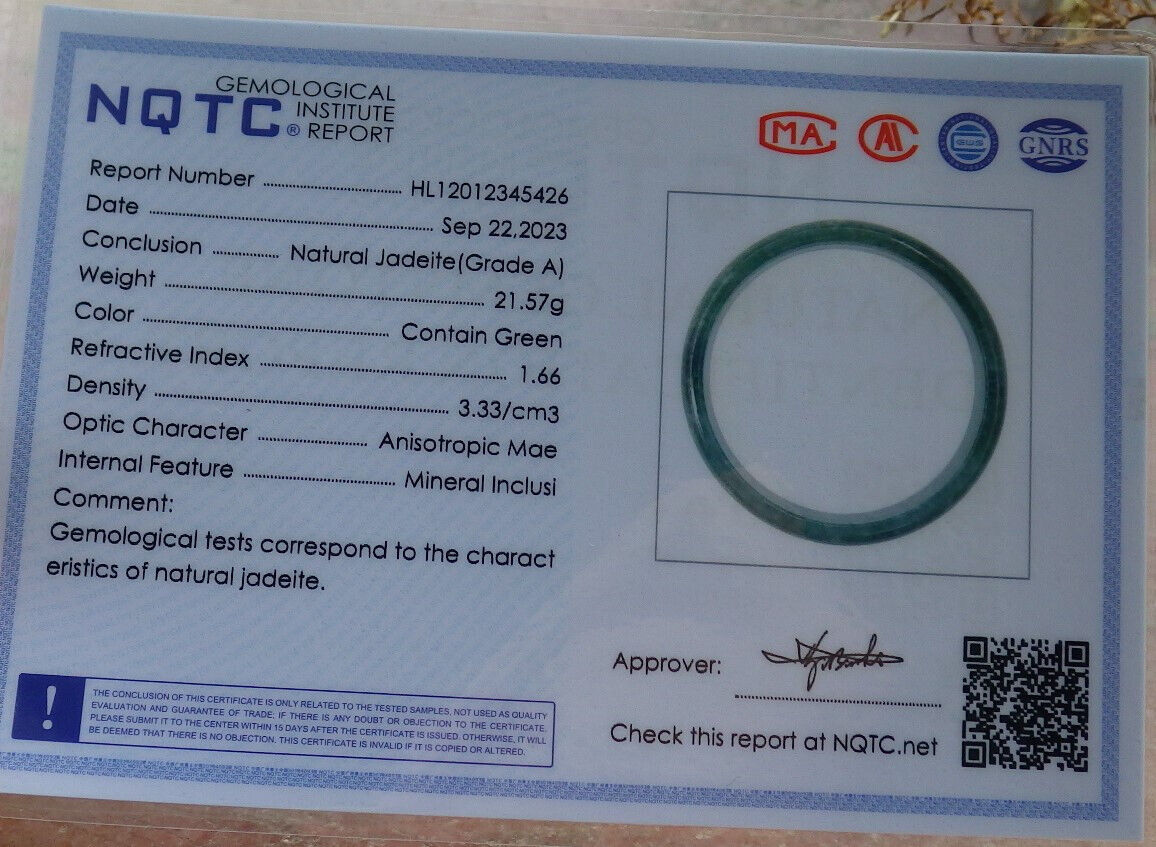 NQTC® GEMOLOGICAL
INSTITUTE
REPORT
MA
GWS
GNRS
Report Number HL12012345426
Date Sep 22,2023
Conclusion Natural Jadeite(Grade A)
Weight 21.57g
Color Contain Green
Refractive Index 1.66
Density 3.33/cm3
Optic Character Anisotropic Mae
Internal Feature Mineral Inclusi
Comment:
Gemological tests correspond to the charact
eristics of natural jadeite.
! THE CONCLUSION OF THIS CERTIFICATE IS ONLY RELATED TO THE TESTED SAMPLES, NOT USED AS QUALITY
EVALUATION AND GUARANTEE OF TRADE; IF THERE IS ANY DOUBT OR OBJECTION TO THE CERTIFICATE,
PLEASE SUBMIT IT TO THE CENTER WITHIN 15 DAYS AFTER THE CERTIFICATE IS ISSUED. OTHERWISE, IT WILL
BE DEEMED THAT THERE IS NO OBJECTION. THIS CERTIFICATE IS INVALID IF IT IS COPIED OR ALTERED.
Approver:
Check this report at NQTC.net